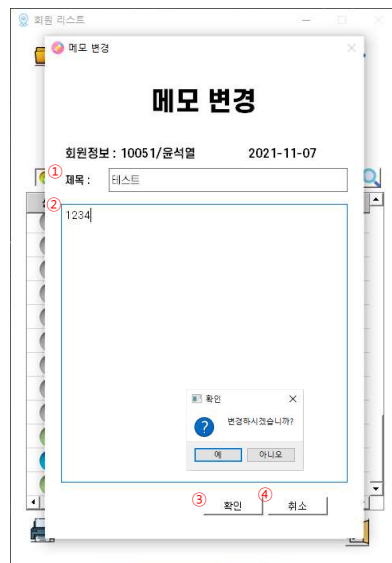 회원 리스트
메모 변경
메모 변경
회원정보 : 10051/윤석열 2021-11-07
① 제목 : 테스트
② 1234
확인
변경하시겠습니까?
예 아니오
③ 확인 ④ 취소